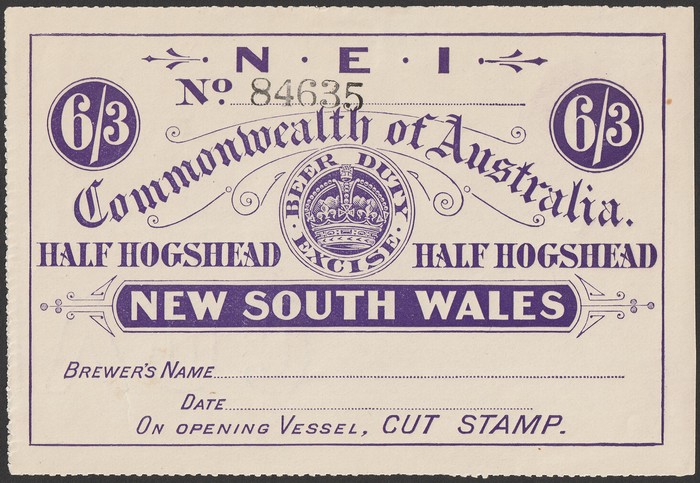 N · E · I
No. 84635
6/3
6/3
Commonwealth of Australia.
BEER DUTY
EXCISE
HALF HOGSHEAD
HALF HOGSHEAD
NEW SOUTH WALES
BREWER'S NAME
DATE
ON OPENING VESSEL, CUT STAMP.